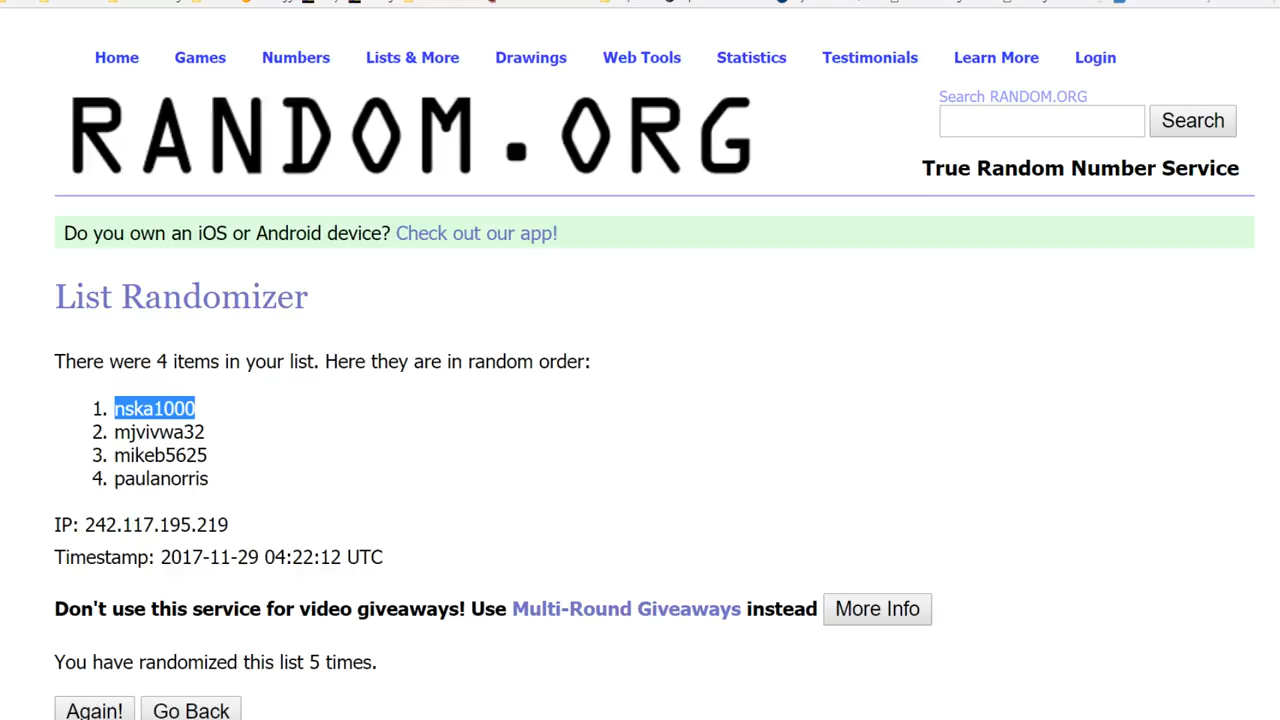 Home Games Numbers Lists & More Drawings Web Tools Statistics Testimonials Learn More Login
RANDOM.ORG
Search RANDOM.ORG
Search
True Random Number Service
Do you own an iOS or Android device? Check out our app!
List Randomizer
There were 4 items in your list. Here they are in random order:
1. nska1000
2. mjvivwa32
3. mikeb5625
4. paulanorris
IP: 242.117.195.219
Timestamp: 2017-11-29 04:22:12 UTC
Don't use this service for video giveaways! Use Multi-Round Giveaways instead More Info
You have randomized this list 5 times.
Again! Go Back